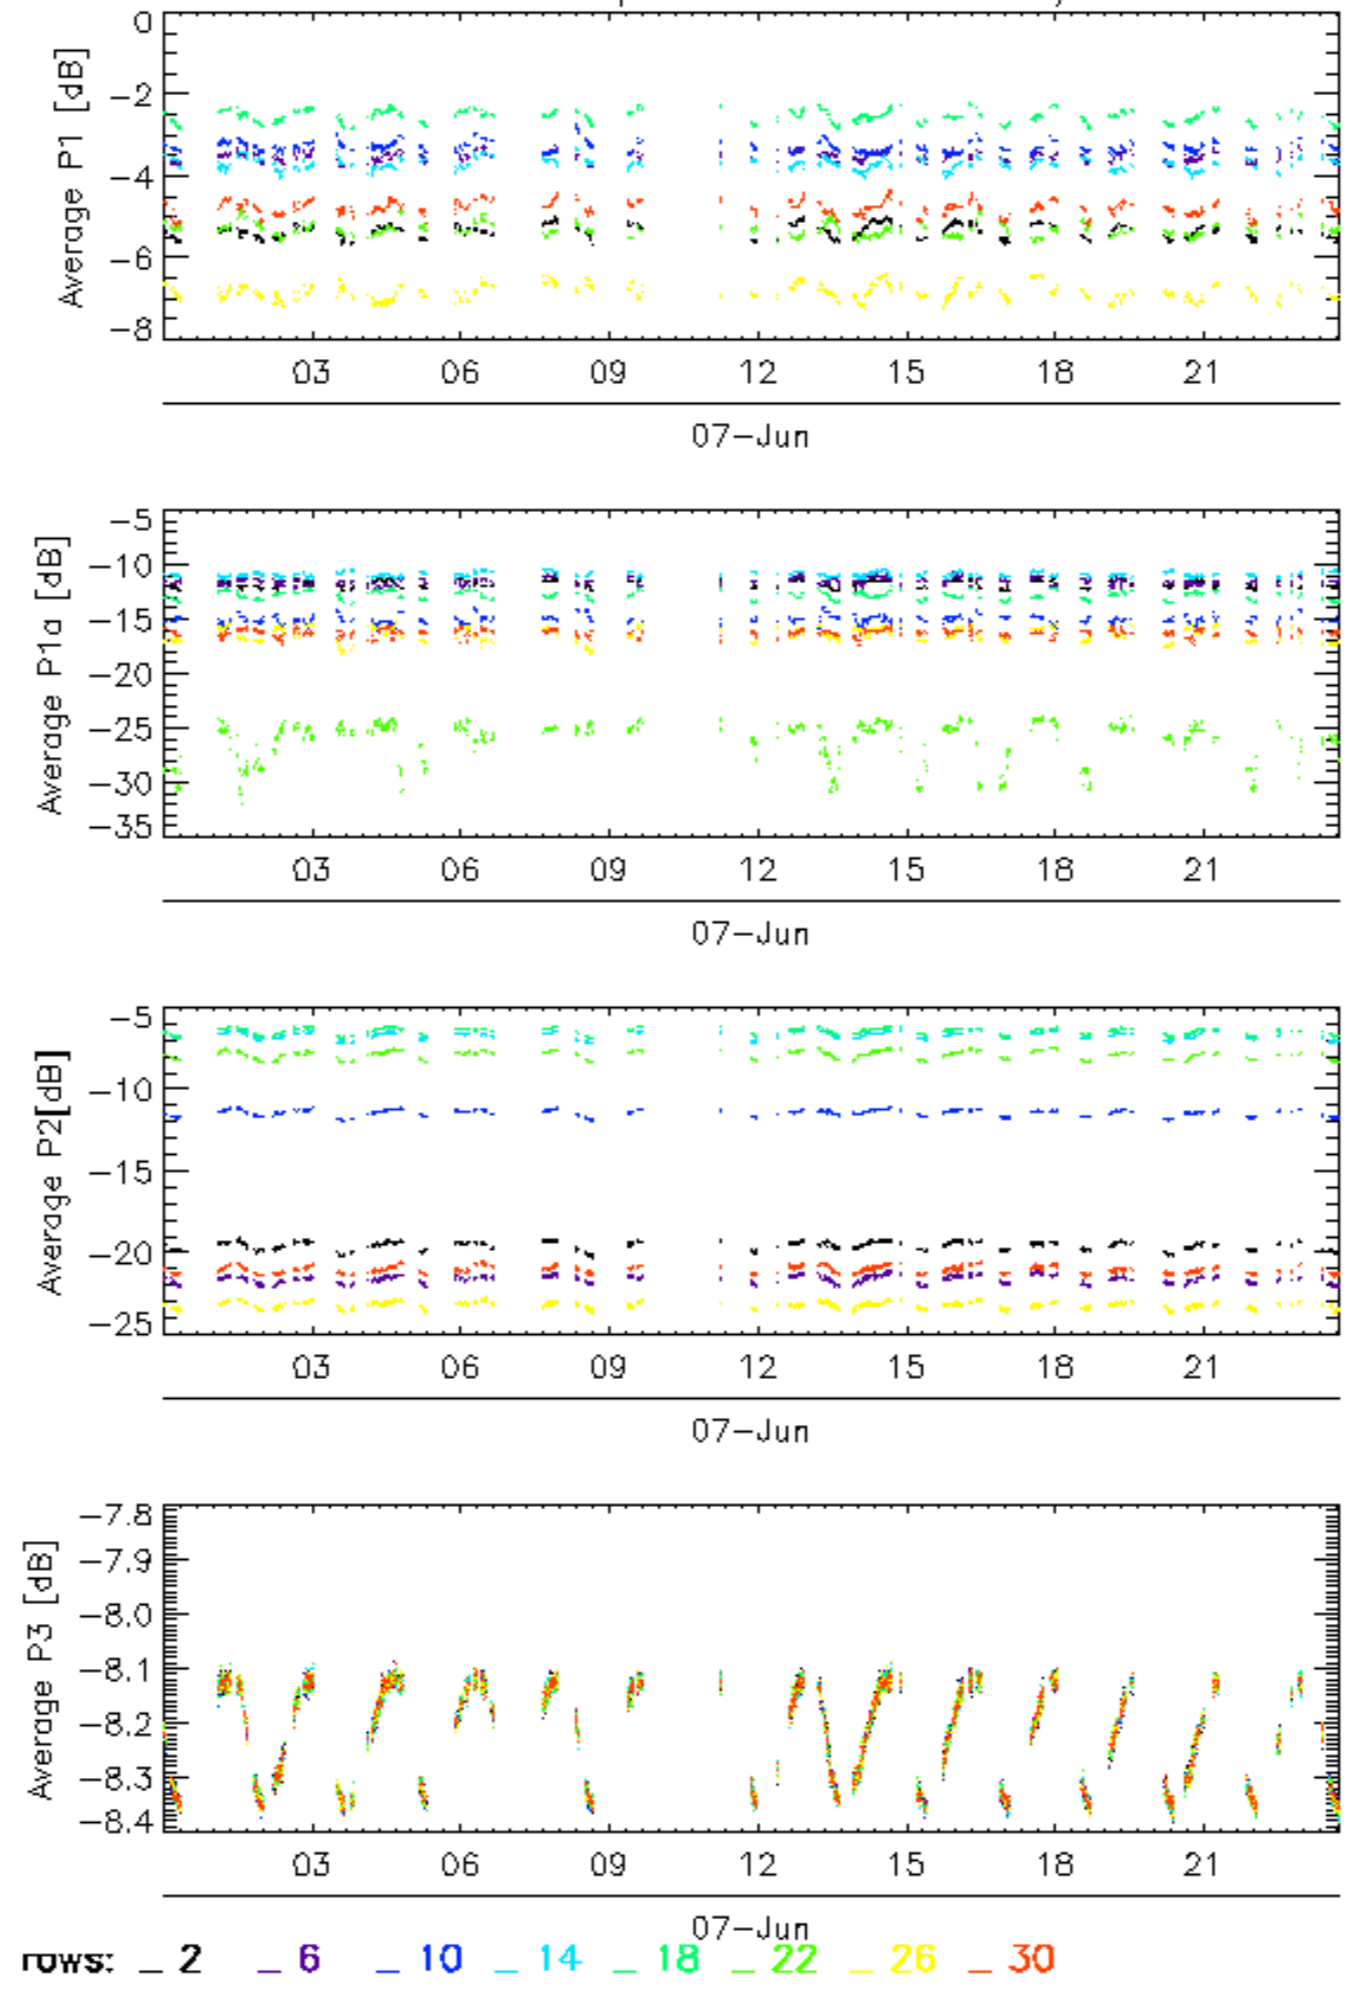 0
−2
−4
−6
−8
Average P1 [dB]
03 06 09 12 15 18 21
07−Jun
−5
−10
−15
−20
−25
−30
−35
Average P1a [dB]
03 06 09 12 15 18 21
07−Jun
−5
−10
−15
−20
−25
Average P2[dB]
03 06 09 12 15 18 21
07−Jun
−7.8
−7.9
−8.0
−8.1
−8.2
−8.3
−8.4
Average P3 [dB]
03 06 09 12 15 18 21
07−Jun
rows: _ 2 _ 6 _ 10 _ 14 _ 18 _ 22 _ 26 _ 30